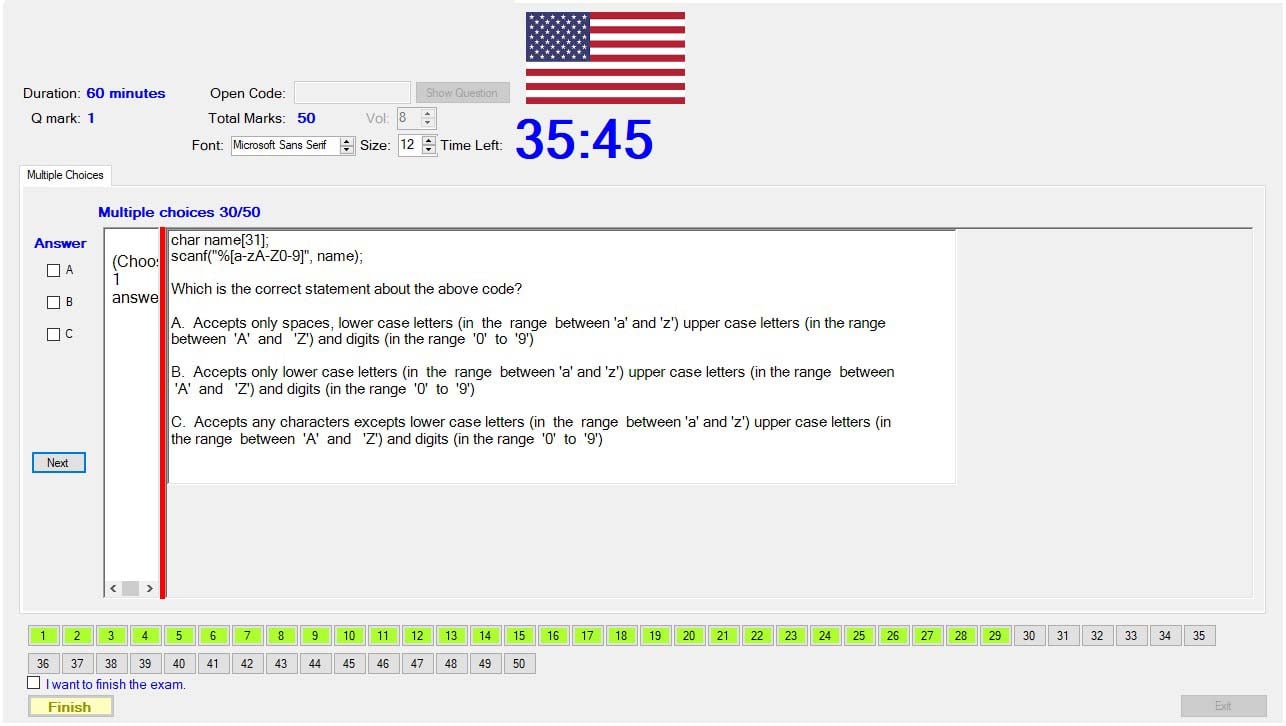 Duration: 60 minutes Open Code: Show Question
Q mark: 1 Total Marks: 50 Vol: 8
Font: Microsoft Sans Serif Size: 12 Time Left: 35:45
Multiple Choices
Multiple choices 30/50
Answer
A
B
C
Next
(Choos
1
answe
char name[31];
scanf("%[a-zA-Z0-9]", name);
Which is the correct statement about the above code?
A.  Accepts only spaces, lower case letters (in  the  range  between 'a' and 'z') upper case letters (in the range
between  'A'  and   'Z') and digits (in the range  '0'  to  '9')
B.  Accepts only lower case letters (in  the  range  between 'a' and 'z') upper case letters (in the range  between
'A'  and   'Z') and digits (in the range  '0'  to  '9')
C.  Accepts any characters excepts lower case letters (in  the  range  between 'a' and 'z') upper case letters (in
the range  between  'A'  and   'Z') and digits (in the range  '0'  to  '9')
1 2 3 4 5 6 7 8 9 10 11 12 13 14 15 16 17 18 19 20 21 22 23 24 25 26 27 28 29 30 31 32 33 34 35
36 37 38 39 40 41 42 43 44 45 46 47 48 49 50
I want to finish the exam.
Finish Exit